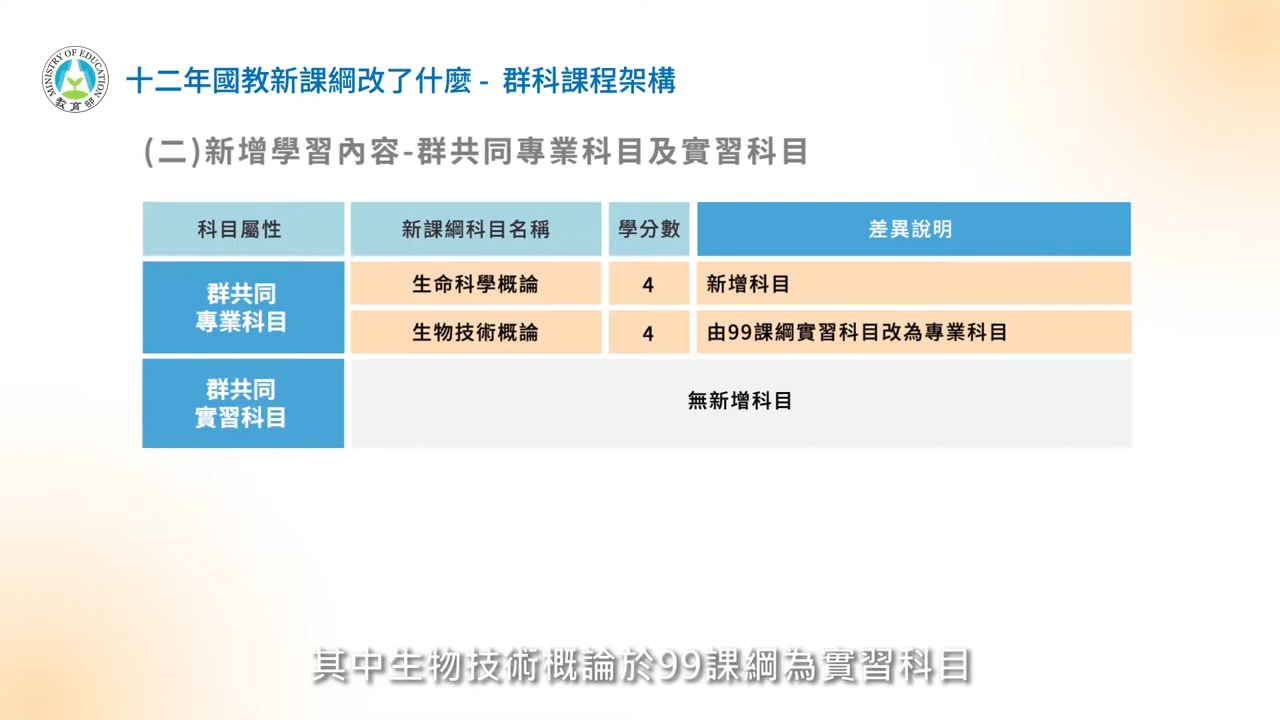 MINISTRY OF EDUCATION
教育部
十二年國教新課綱改了什麼 - 群科課程架構
(二)新增學習內容-群共同專業科目及實習科目
科目屬性 新課綱科目名稱 學分數 差異說明
群共同
專業科目
生命科學概論 4 新增科目
生物技術概論 4 由99課綱實習科目改為專業科目
群共同
實習科目
無新增科目
其中生物技術概論於99課綱為實習科目